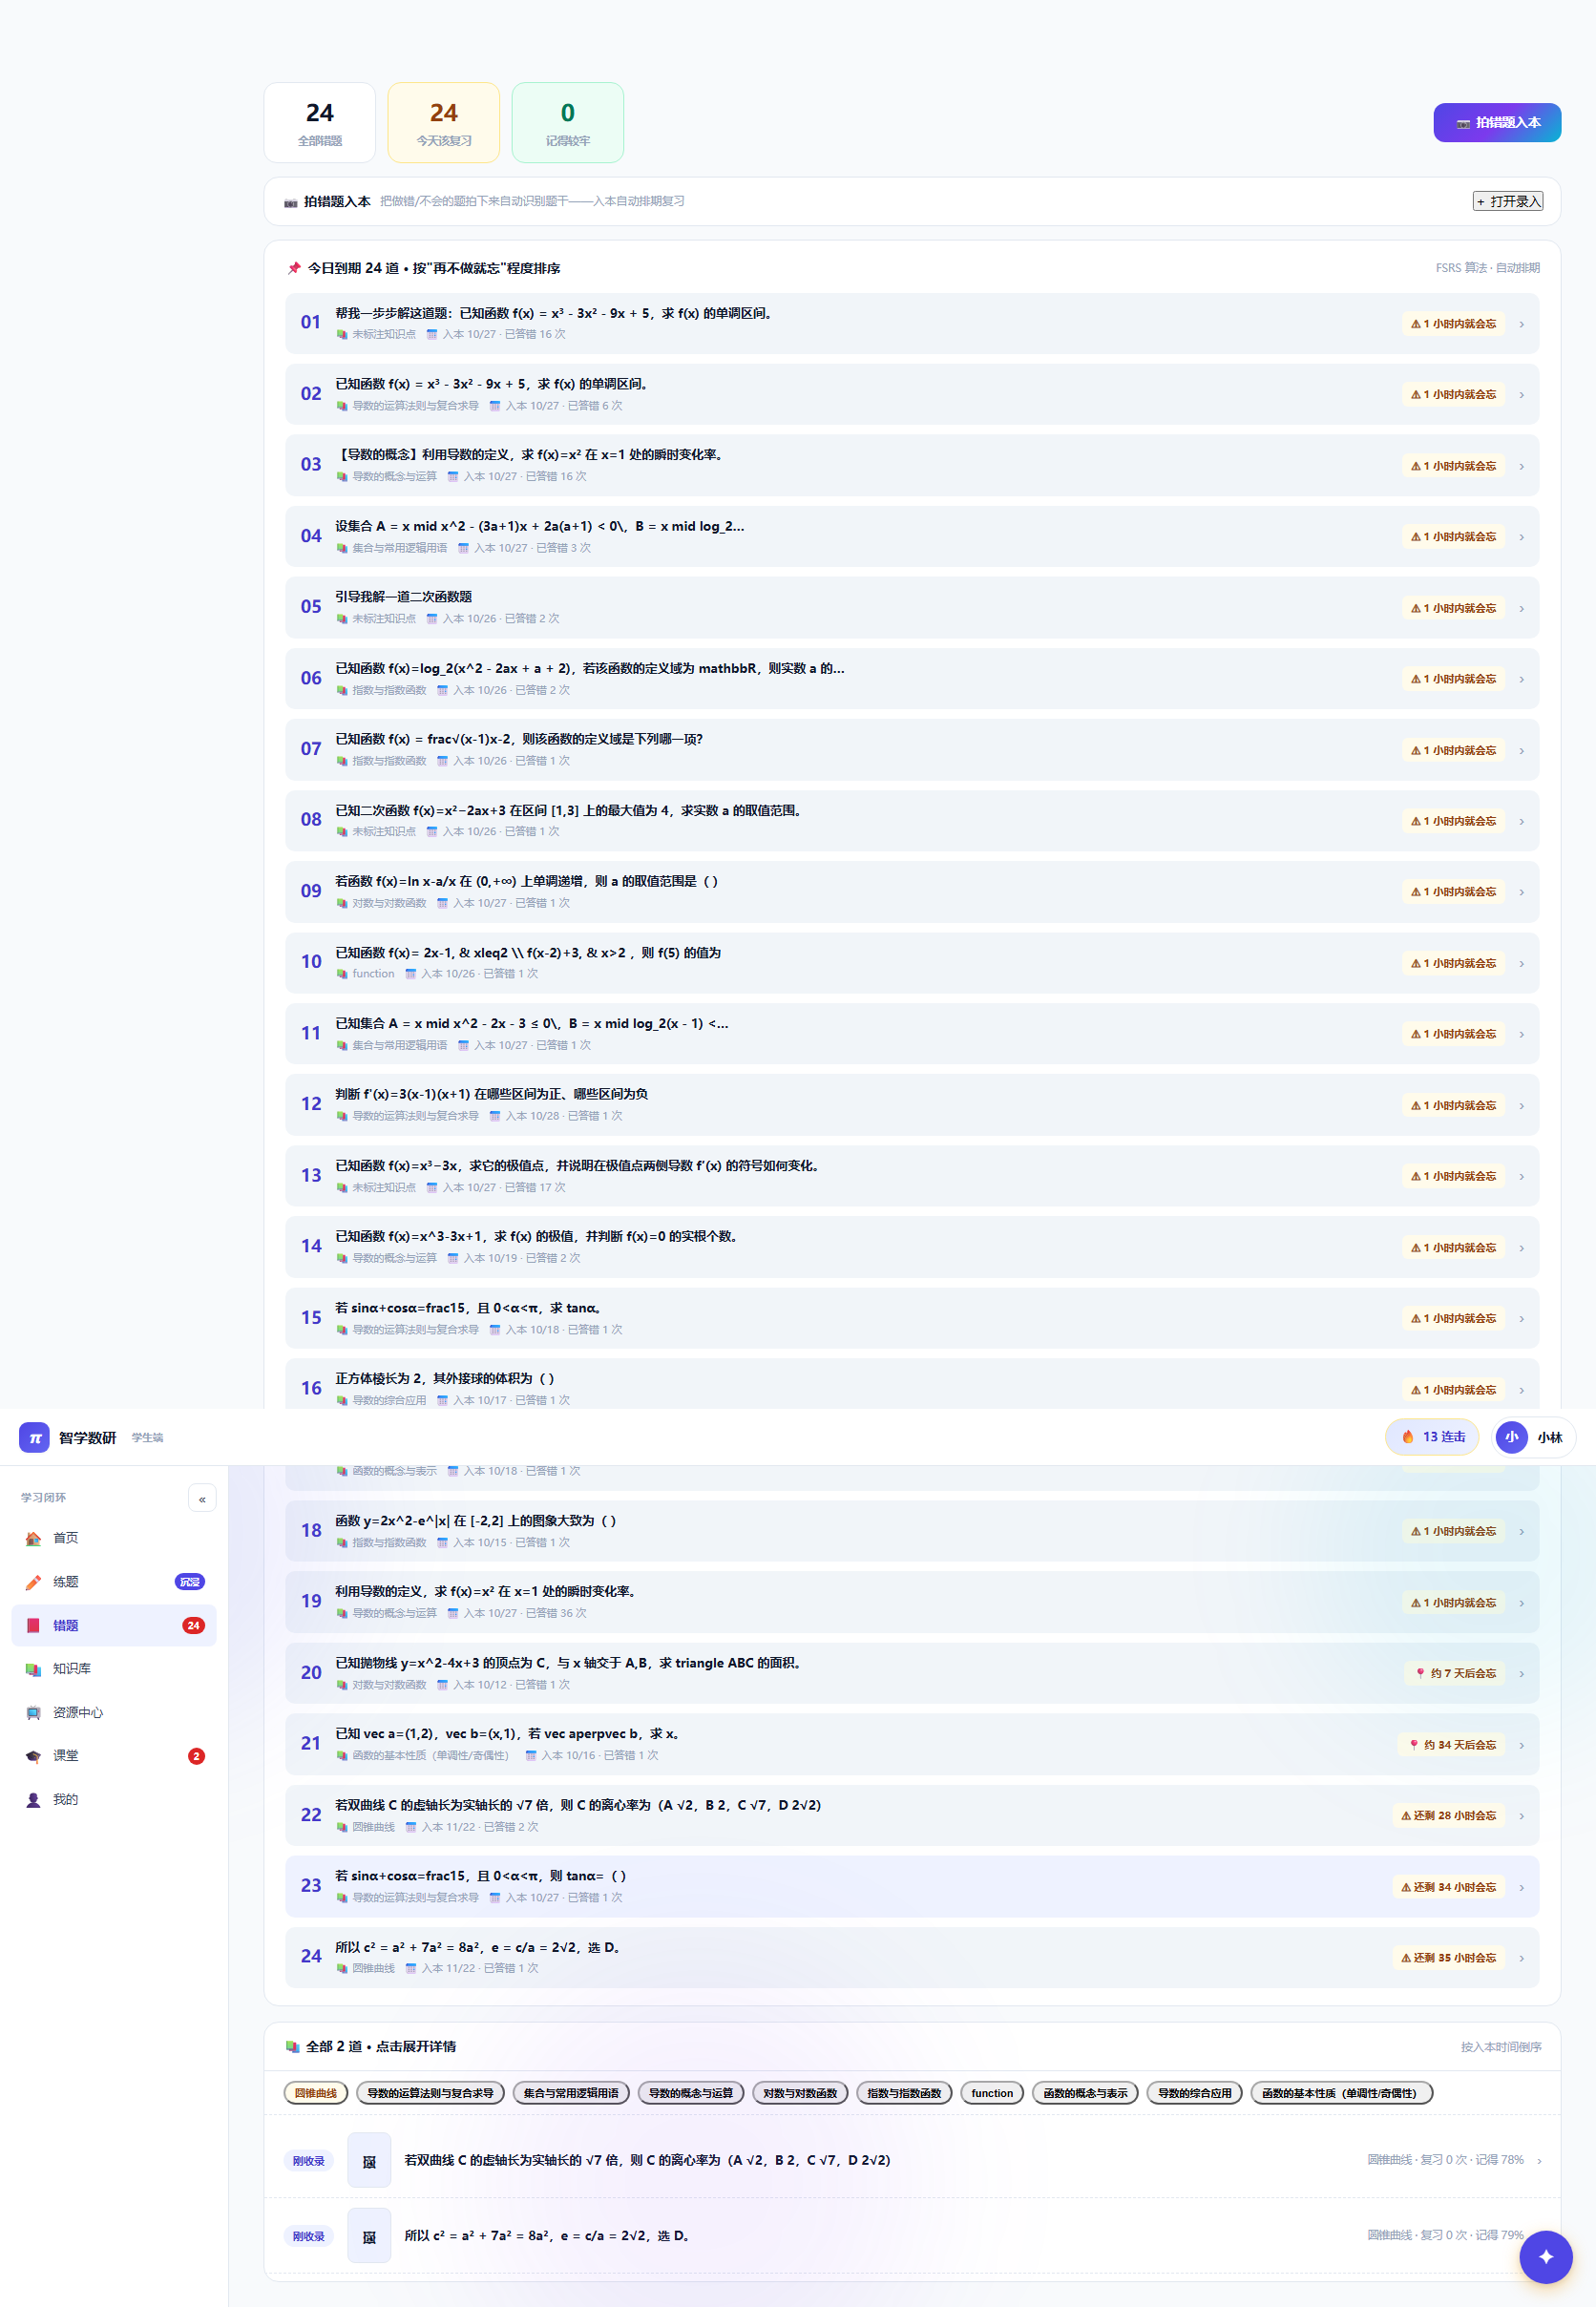 24
全部错题
24
今天该复习
0
记得较牢
拍错题入本
拍错题入本 把做错/不会的题拍下来自动识别题干——入本自动排期复习
+ 打开录入
今日到期 24 道 • 按"再不做就忘"程度排序
FSRS 算法 · 自动排期
01 帮我一步步解这道题：已知函数 f(x) = x³ - 3x² - 9x + 5，求 f(x) 的单调区间。
未标注知识点 入本 10/27 · 已答错 16 次
⚠ 1 小时内就会忘 ›
02 已知函数 f(x) = x³ - 3x² - 9x + 5，求 f(x) 的单调区间。
导数的运算法则与复合求导 入本 10/27 · 已答错 6 次
⚠ 1 小时内就会忘 ›
03 【导数的概念】利用导数的定义，求 f(x)=x² 在 x=1 处的瞬时变化率。
导数的概念与运算 入本 10/27 · 已答错 16 次
⚠ 1 小时内就会忘 ›
04 设集合 A = x mid x^2 - (3a+1)x + 2a(a+1) < 0\，B = x mid log_2...
集合与常用逻辑用语 入本 10/27 · 已答错 3 次
⚠ 1 小时内就会忘 ›
05 引导我解一道二次函数题
未标注知识点 入本 10/26 · 已答错 2 次
⚠ 1 小时内就会忘 ›
06 已知函数 f(x)=log_2(x^2 - 2ax + a + 2)，若该函数的定义域为 mathbbR，则实数 a 的...
指数与指数函数 入本 10/26 · 已答错 2 次
⚠ 1 小时内就会忘 ›
07 已知函数 f(x) = frac√(x-1)x-2，则该函数的定义域是下列哪一项？
指数与指数函数 入本 10/26 · 已答错 1 次
⚠ 1 小时内就会忘 ›
08 已知二次函数 f(x)=x²−2ax+3 在区间 [1,3] 上的最大值为 4，求实数 a 的取值范围。
未标注知识点 入本 10/26 · 已答错 1 次
⚠ 1 小时内就会忘 ›
09 若函数 f(x)=ln x-a/x 在 (0,+∞) 上单调递增，则 a 的取值范围是（ ）
对数与对数函数 入本 10/27 · 已答错 1 次
⚠ 1 小时内就会忘 ›
10 已知函数 f(x)= 2x-1, & xleq2 \\ f(x-2)+3, & x>2 ，则 f(5) 的值为
function 入本 10/26 · 已答错 1 次
⚠ 1 小时内就会忘 ›
11 已知集合 A = x mid x^2 - 2x - 3 ≤ 0\，B = x mid log_2(x - 1) <...
集合与常用逻辑用语 入本 10/27 · 已答错 1 次
⚠ 1 小时内就会忘 ›
12 判断 f'(x)=3(x-1)(x+1) 在哪些区间为正、哪些区间为负
导数的运算法则与复合求导 入本 10/28 · 已答错 1 次
⚠ 1 小时内就会忘 ›
13 已知函数 f(x)=x³−3x，求它的极值点，并说明在极值点两侧导数 f'(x) 的符号如何变化。
未标注知识点 入本 10/27 · 已答错 17 次
⚠ 1 小时内就会忘 ›
14 已知函数 f(x)=x^3-3x+1，求 f(x) 的极值，并判断 f(x)=0 的实根个数。
导数的概念与运算 入本 10/19 · 已答错 2 次
⚠ 1 小时内就会忘 ›
15 若 sinα+cosα=frac15，且 0<α<π，求 tanα。
导数的运算法则与复合求导 入本 10/18 · 已答错 1 次
⚠ 1 小时内就会忘 ›
16 正方体棱长为 2，其外接球的体积为（ ）
导数的综合应用 入本 10/17 · 已答错 1 次
⚠ 1 小时内就会忘 ›
π 智学数研 学生端
13 连击
小 小林
函数的概念与表示 入本 10/18 · 已答错 1 次
学习闭环 «
首页
练题 沉浸
错题 24
知识库
资源中心
课堂 2
我的
18 函数 y=2x^2-e^|x| 在 [-2,2] 上的图象大致为（ ）
指数与指数函数 入本 10/15 · 已答错 1 次
⚠ 1 小时内就会忘 ›
19 利用导数的定义，求 f(x)=x² 在 x=1 处的瞬时变化率。
导数的概念与运算 入本 10/27 · 已答错 36 次
⚠ 1 小时内就会忘 ›
20 已知抛物线 y=x^2-4x+3 的顶点为 C，与 x 轴交于 A,B，求 triangle ABC 的面积。
对数与对数函数 入本 10/12 · 已答错 1 次
约 7 天后会忘 ›
21 已知 vec a=(1,2)，vec b=(x,1)，若 vec aperpvec b，求 x。
函数的基本性质（单调性/奇偶性） 入本 10/16 · 已答错 1 次
约 34 天后会忘 ›
22 若双曲线 C 的虚轴长为实轴长的 √7 倍，则 C 的离心率为（A √2，B 2，C √7，D 2√2）
圆锥曲线 入本 11/22 · 已答错 2 次
⚠ 还剩 28 小时会忘 ›
23 若 sinα+cosα=frac15，且 0<α<π，则 tanα=（ ）
导数的运算法则与复合求导 入本 10/27 · 已答错 1 次
⚠ 还剩 34 小时会忘 ›
24 所以 c² = a² + 7a² = 8a²，e = c/a = 2√2，选 D。
圆锥曲线 入本 11/22 · 已答错 1 次
⚠ 还剩 35 小时会忘 ›
全部 2 道 • 点击展开详情
按入本时间倒序
圆锥曲线 导数的运算法则与复合求导 集合与常用逻辑用语 导数的概念与运算 对数与对数函数 指数与指数函数 function 函数的概念与表示 导数的综合应用 函数的基本性质（单调性/奇偶性）
刚收录 若双曲线 C 的虚轴长为实轴长的 √7 倍，则 C 的离心率为（A √2，B 2，C √7，D 2√2）
圆锥曲线 · 复习 0 次 · 记得 78% ›
刚收录 所以 c² = a² + 7a² = 8a²，e = c/a = 2√2，选 D。
圆锥曲线 · 复习 0 次 · 记得 79%